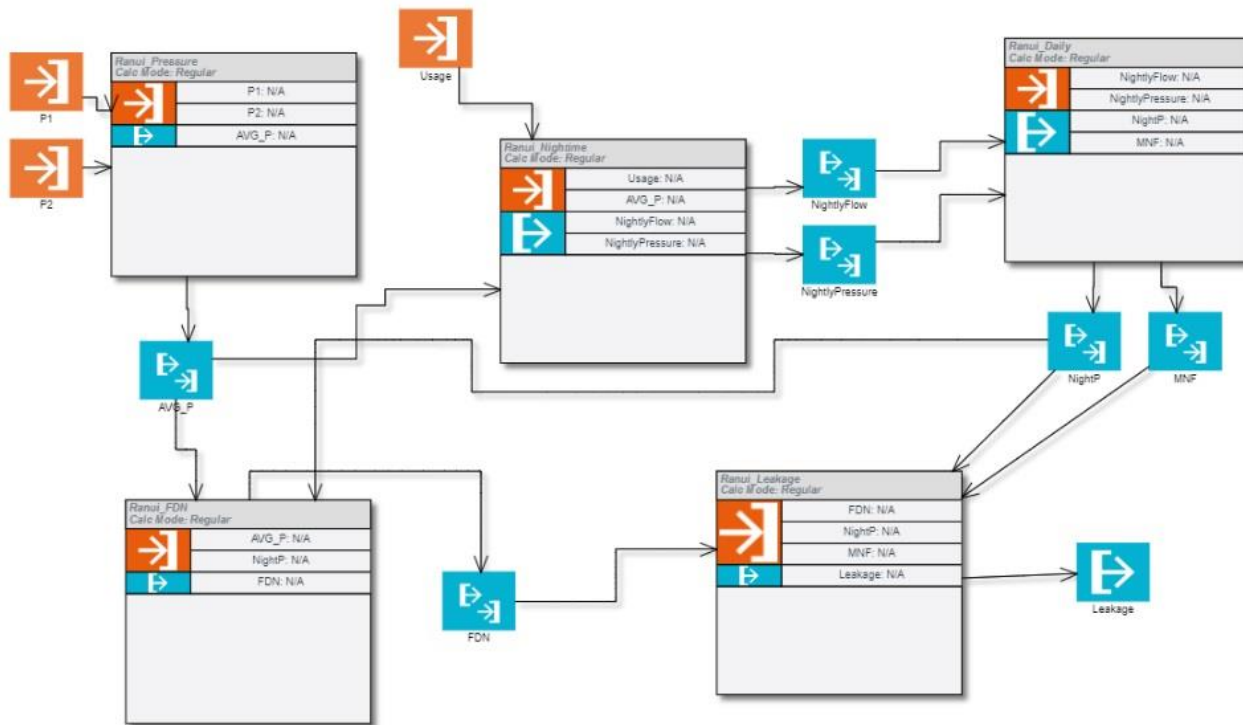 P1
P2
Ranui_Pressure
Calc Mode: Regular
P1: N/A
P2: N/A
AVG_P: N/A
Usage
Ranui_Nightime
Calc Mode: Regular
Usage: N/A
AVG_P: N/A
NightlyFlow: N/A
NightlyPressure: N/A
NightlyFlow
NightlyPressure
Ranui_Daily
Calc Mode: Regular
NightlyFlow: N/A
NightlyPressure: N/A
NightP: N/A
MNF: N/A
AVG_P
NightP
MNF
Ranui_FDN
Calc Mode: Regular
AVG_P: N/A
NightP: N/A
FDN: N/A
FDN
Ranui_Leakage
Calc Mode: Regular
FDN: N/A
NightP: N/A
MNF: N/A
Leakage: N/A
Leakage